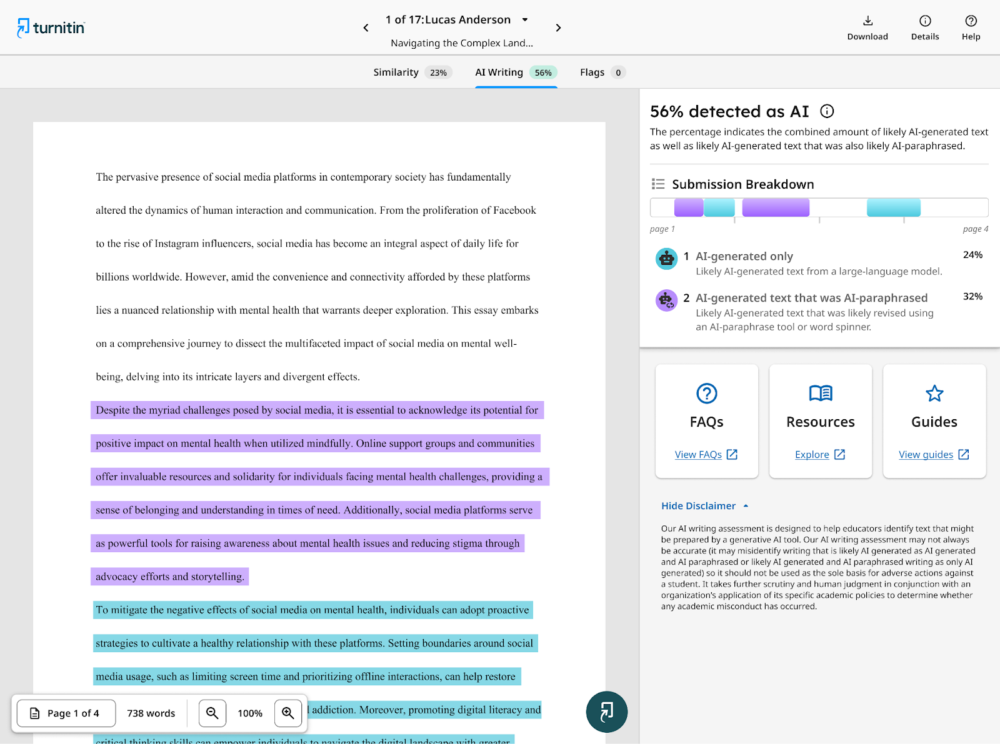 turnitin
1 of 17:Lucas Anderson
Navigating the Complex Land...
Download
Details
Help
Similarity 23%
AI Writing 56%
Flags 0
The pervasive presence of social media platforms in contemporary society has fundamentally
altered the dynamics of human interaction and communication. From the proliferation of Facebook
to the rise of Instagram influencers, social media has become an integral aspect of daily life for
billions worldwide. However, amid the convenience and connectivity afforded by these platforms
lies a nuanced relationship with mental health that warrants deeper exploration. This essay embarks
on a comprehensive journey to dissect the multifaceted impact of social media on mental well-
being, delving into its intricate layers and divergent effects.
Despite the myriad challenges posed by social media, it is essential to acknowledge its potential for
positive impact on mental health when utilized mindfully. Online support groups and communities
offer invaluable resources and solidarity for individuals facing mental health challenges, providing a
sense of belonging and understanding in times of need. Additionally, social media platforms serve
as powerful tools for raising awareness about mental health issues and reducing stigma through
advocacy efforts and storytelling.
To mitigate the negative effects of social media on mental health, individuals can adopt proactive
strategies to cultivate a healthy relationship with these platforms. Setting boundaries around social
media usage, such as limiting screen time and prioritizing offline interactions, can help restore
addiction. Moreover, promoting digital literacy and
critical thinking skills can empower individuals to navigate the digital landscape with greater
Page 1 of 4
738 words
100%
56% detected as AI
The percentage indicates the combined amount of likely AI-generated text
as well as likely AI-generated text that was also likely AI-paraphrased.
Submission Breakdown
page 1
page 4
1 AI-generated only 24%
Likely AI-generated text from a large-language model.
2 AI-generated text that was AI-paraphrased 32%
Likely AI-generated text that was likely revised using
an AI-paraphrase tool or word spinner.
FAQs
View FAQs
Resources
Explore
Guides
View guides
Hide Disclaimer
Our AI writing assessment is designed to help educators identify text that might
be prepared by a generative AI tool. Our AI writing assessment may not always
be accurate (it may misidentify writing that is likely AI generated as AI generated
and AI paraphrased or likely AI generated and AI paraphrased writing as only AI
generated) so it should not be used as the sole basis for adverse actions against
a student. It takes further scrutiny and human judgment in conjunction with an
organization's application of its specific academic policies to determine whether
any academic misconduct has occurred.